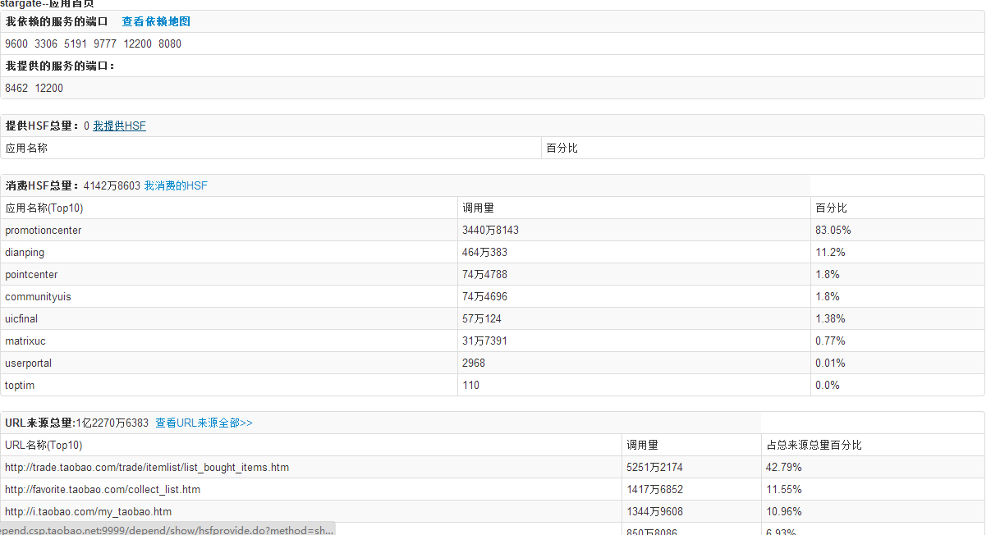 stargate--应用首页
我依赖的服务的端口 查看依赖地图
9600 3306 5191 9777 12200 8080
我提供的服务的端口：
8462 12200
提供HSF总量：0 我提供HSF
应用名称 百分比
消费HSF总量：4142万8603 我消费的HSF
应用名称(Top10) 调用量 百分比
promotioncenter 3440万8143 83.05%
dianping 464万383 11.2%
pointcenter 74万4788 1.8%
communityuis 74万4696 1.8%
uicfinal 57万124 1.38%
matrixuc 31万7391 0.77%
userportal 2968 0.01%
toptim 110 0.0%
URL来源总量:1亿2270万6383 查看URL来源全部>>
URL名称(Top10) 调用量 占总来源总量百分比
http://trade.taobao.com/trade/itemlist/list_bought_items.htm 5251万2174 42.79%
http://favorite.taobao.com/collect_list.htm 1417万6852 11.55%
http://i.taobao.com/my_taobao.htm 1344万9608 10.96%
epend.csp.taobao.net:9999/depend/show/hsfprovide.do?method=sh... 850万8086 6.93%